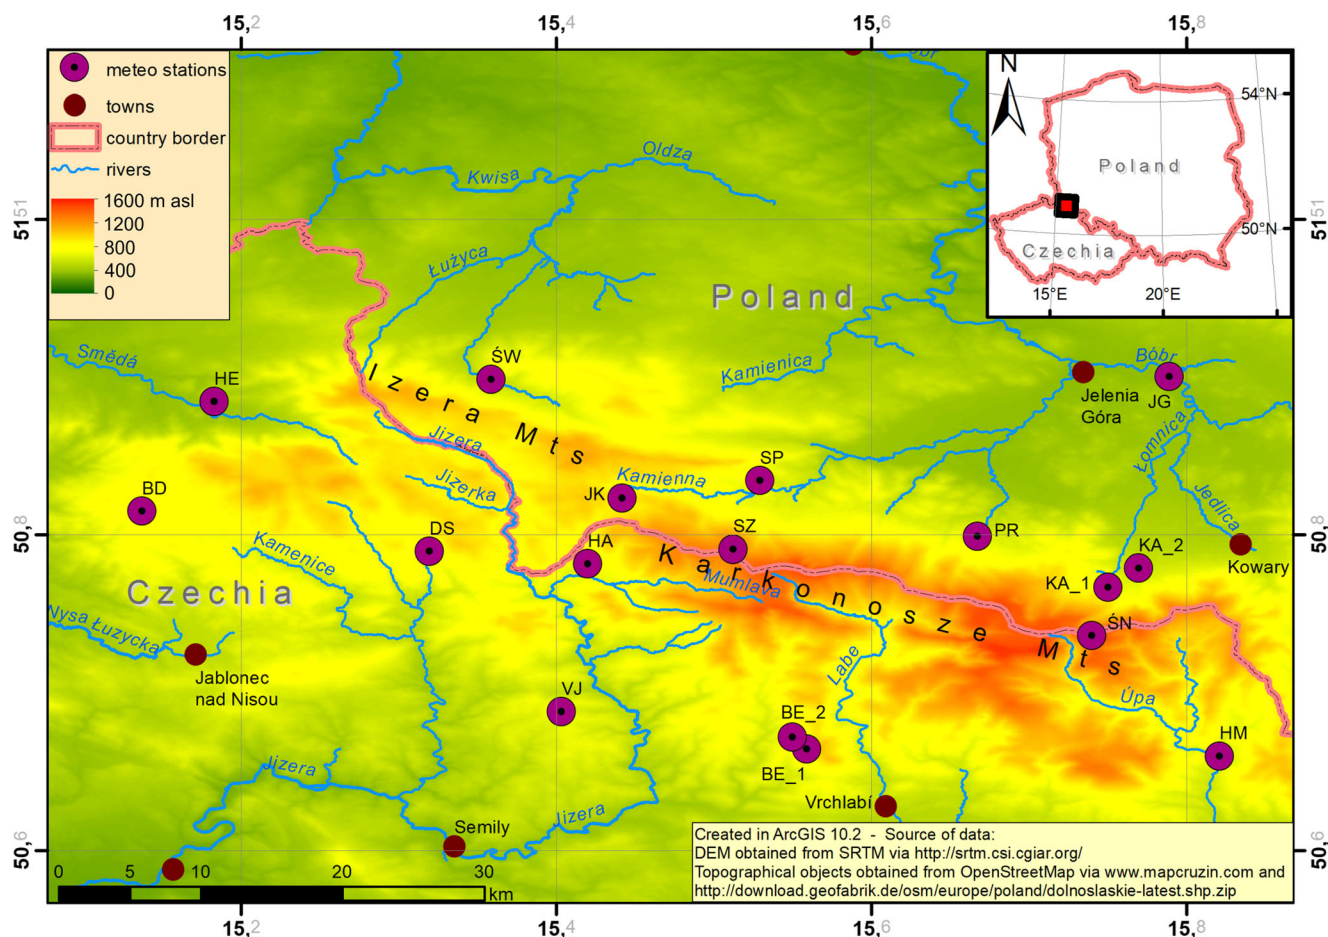 15,2
15,4
15,6
15,8
meteo stations
towns
country border
rivers
1600 m asl
1200
800
400
0
N
54°N
Poland
50°N
Czechia
15°E
20°E
5151
5151
Oldza
Kwisa
Łużyca
Poland
Smědá
HE
ŚW
Izera Mts
Kamienica
Bóbr
Jelenia
Góra
JG
Łomnica
Jizera
SP
Kamienna
Jizerka
JK
BD
DS
SZ
HA
PR
Jedlica
50,8
50,8
KA_2
Kowary
KA_1
Kamenice
Karkonosze Mts
Mumlava
Czechia
Nysa Łuzycka
ŚN
Jablonec
nad Nisou
Labe
VJ
Úpa
BE_2
BE_1
HM
Jizera
Vrchlabí
Jizera
Semily
50,6
50,6
0
5
10
20
30
km
Created in ArcGIS 10.2 - Source of data:
DEM obtained from SRTM via http://srtm.csi.cgiar.org/
Topographical objects obtained from OpenStreetMap via www.mapcruzin.com and
http://download.geofabrik.de/osm/europe/poland/dolnoslaskie-latest.shp.zip
15,2
15,4
15,6
15,8